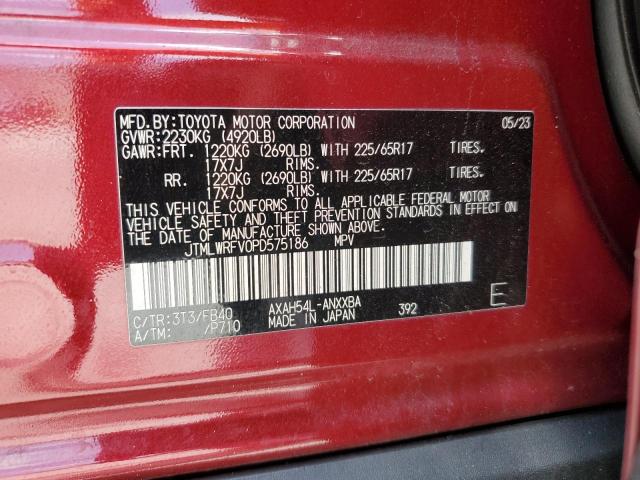 MFD.BY:TOYOTA MOTOR CORPORATION 05/23
GVWR:2230KG (4920LB)
GAWR:FRT. 1220KG (2690LB) WITH 225/65R17 TIRES.
17X7J RIMS.
RR. 1220KG (2690LB) WITH 225/65R17 TIRES.
17X7J RIMS.
THIS VEHICLE CONFORMS TO ALL APPLICABLE FEDERAL MOTOR
VEHICLE SAFETY AND THEFT PREVENTION STANDARDS IN EFFECT ON
THE DATE OF MANUFACTURE SHOWN ABOVE.
JTMLWRFV0PD575186 MPV
C/TR:3T3/FB40 AXAH54L-ANXXBA 392 E
A/TM: /P710 MADE IN JAPAN